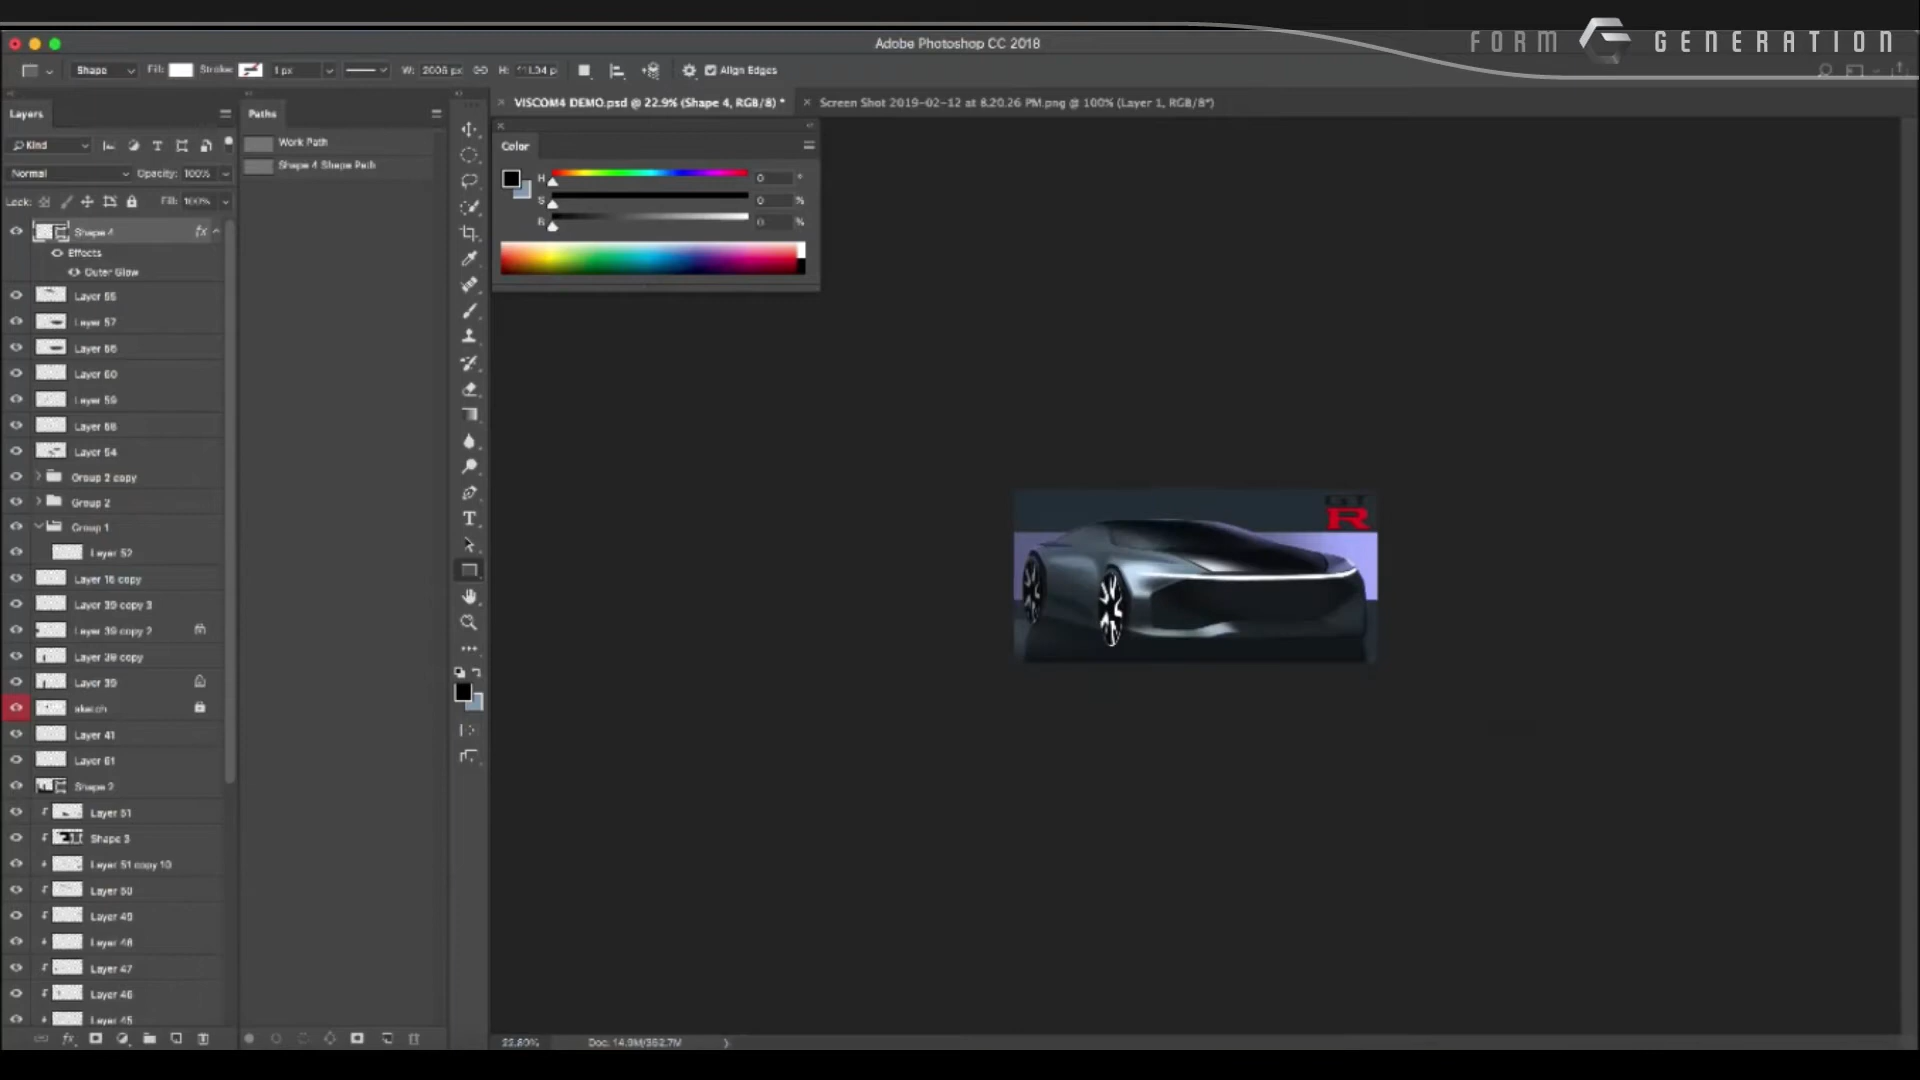 FORM GENERATION
Adobe Photoshop CC 2018
Shape Fill: Stroke: 1 px W: 2006 px H: Align Edges
Layers
Paths
VISCOM4 DEMO.psd @ 22.9% (Shape 4, RGB/8) *
Screen Shot 2019-02-12 at 8.20.26 PM.png @ 100% (Layer 1, RGB/8*)
Kind
Normal Opacity: 100%
Lock: Fill: 100%
Work Path
Shape 4 Shape Path
Color
H 0 °
S 0 %
B 0 %
Shape 4 fx
Effects
Outer Glow
Layer 55
Layer 57
Layer 56
Layer 60
Layer 59
Layer 58
Layer 54
Group 2 copy
Group 2
Group 1
Layer 52
Layer 16 copy
Layer 39 copy 3
Layer 39 copy 2
Layer 39 copy
Layer 39
sketch
Layer 41
Layer 61
Shape 2
Layer 51
Shape 3
Layer 51 copy 10
Layer 50
Layer 49
Layer 48
Layer 47
Layer 46
Layer 45
GT
R
22.89%
Doc: 14.9M/362.7M